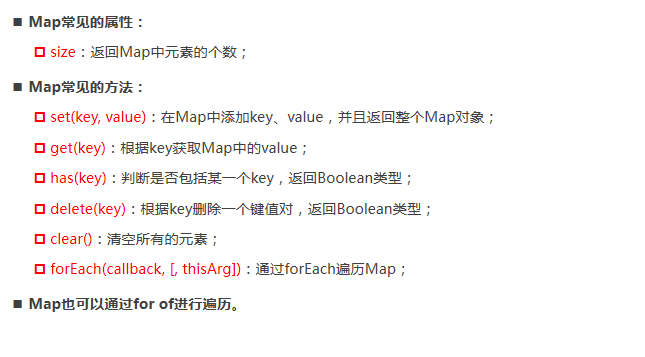 Map常见的属性：
size：返回Map中元素的个数；
Map常见的方法：
set(key, value)：在Map中添加key、value，并且返回整个Map对象；
get(key)：根据key获取Map中的value；
has(key)：判断是否包括某一个key，返回Boolean类型；
delete(key)：根据key删除一个键值对，返回Boolean类型；
clear()：清空所有的元素；
forEach(callback, [, thisArg])：通过forEach遍历Map；
Map也可以通过for of进行遍历。